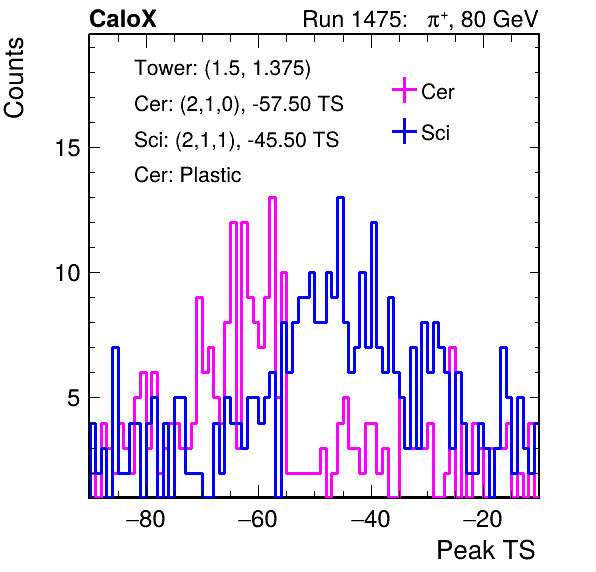 CaloX
Run 1475: π⁺, 80 GeV
Counts
Tower: (1.5, 1.375)
Cer: (2,1,0), -57.50 TS
Sci: (2,1,1), -45.50 TS
Cer: Plastic
Cer
Sci
15
10
5
−80 −60 −40 −20
Peak TS